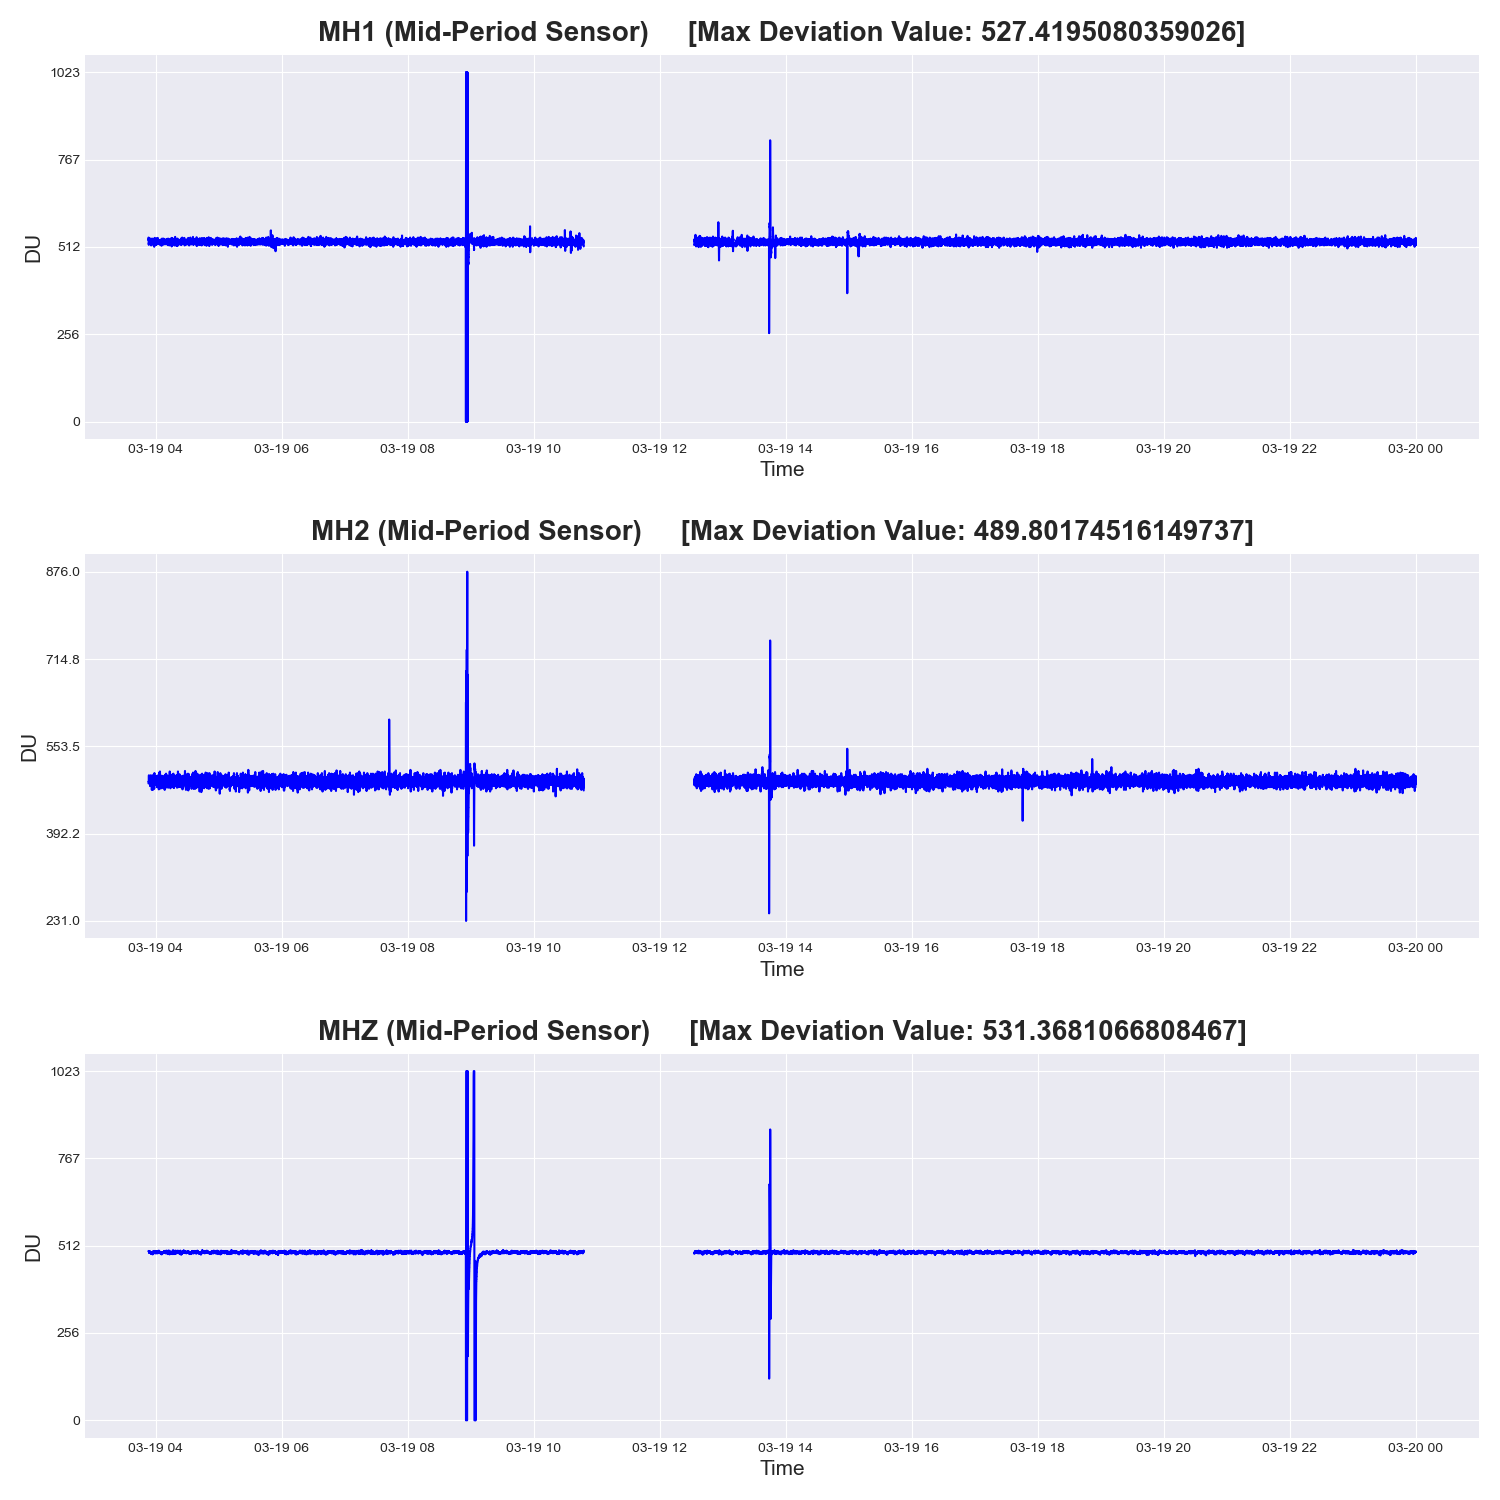 MH1 (Mid-Period Sensor) [Max Deviation Value: 527.4195080359026]
1023
767
512
256
0
DU
03-19 04 03-19 06 03-19 08 03-19 10 03-19 12 03-19 14 03-19 16 03-19 18 03-19 20 03-19 22 03-20 00
Time
MH2 (Mid-Period Sensor) [Max Deviation Value: 489.80174516149737]
876.0
714.8
553.5
392.2
231.0
DU
03-19 04 03-19 06 03-19 08 03-19 10 03-19 12 03-19 14 03-19 16 03-19 18 03-19 20 03-19 22 03-20 00
Time
MHZ (Mid-Period Sensor) [Max Deviation Value: 531.3681066808467]
1023
767
512
256
0
DU
03-19 04 03-19 06 03-19 08 03-19 10 03-19 12 03-19 14 03-19 16 03-19 18 03-19 20 03-19 22 03-20 00
Time